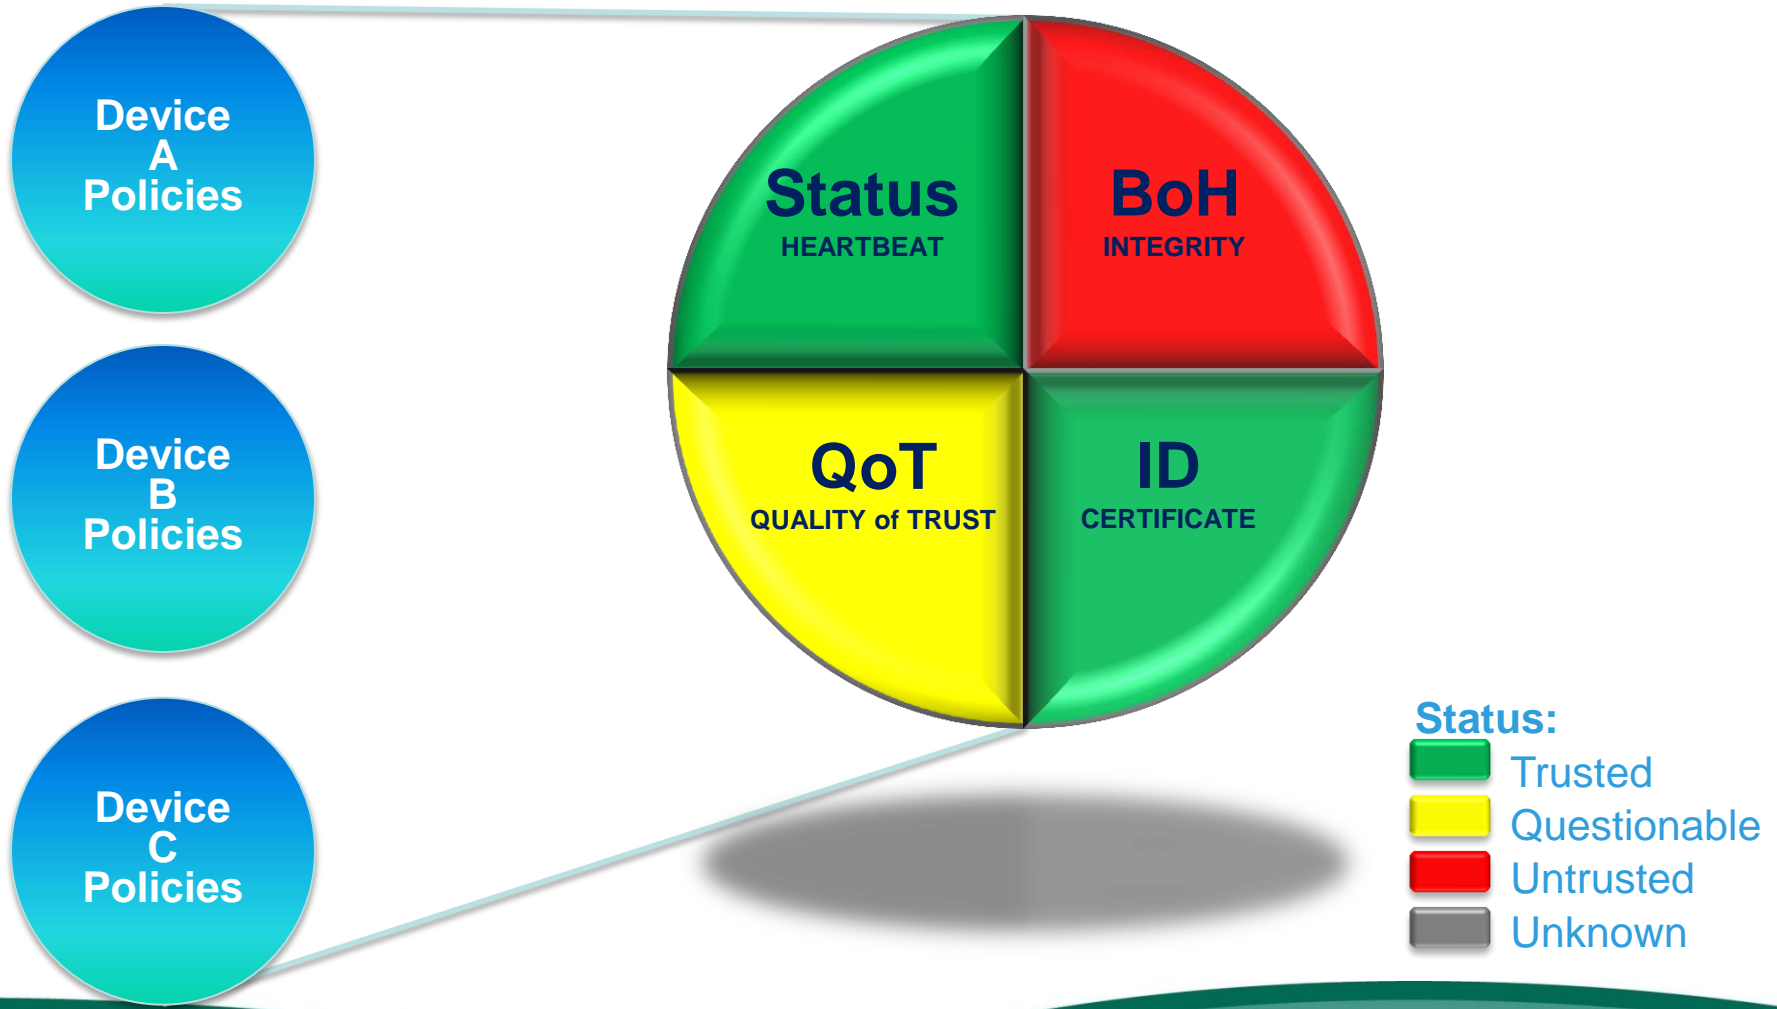 Device
A
Policies
Device
B
Policies
Device
C
Policies
Status
HEARTBEAT
BoH
INTEGRITY
QoT
QUALITY of TRUST
ID
CERTIFICATE
Status:
Trusted
Questionable
Untrusted
Unknown